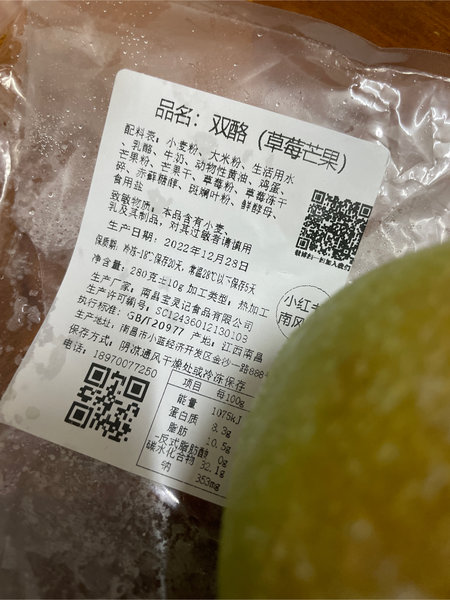 品名：双酪（草莓芒果）
配料表：小麦粉、大米粉、生活用水
、乳酪、牛奶、动物性黄油、鸡蛋、
芒果粉、芒果干、草莓粉、草莓冻干
碎、赤鲜糖醇、斑斓叶粉、鲜酵母、
食用盐
致敏物质：本品含有小麦、
乳及其制品，对其过敏者请慎用
生产日期：2022年12月28日
保质期：冷冻-18℃保存20天，常温26℃以下保存5天
净含量：260克±10g 加工类型：热加工
生产厂家：南昌宝灵记食品有限公司
生产许可编号：SC12436012130109
执行标准：GB/T20977 产地：江西南昌
生产地址：南昌市小蓝经济开发区金沙一路888
保存方式：阴凉通风干燥处或冷冻保存
电话：18970077250
小红
南风
项目 每100g
能量 1075kJ
蛋白质 8.3g
脂肪 10.5g
-反式脂肪酸 0g
碳水化合物 32.1g
钠 353mg